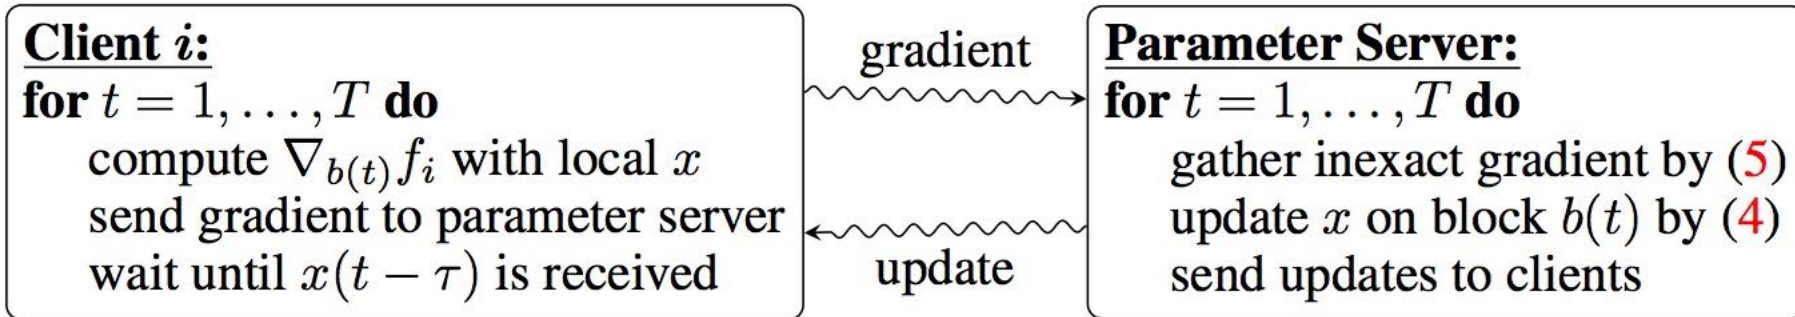 Client i:
for t = 1, . . . , T do
compute ∇_{b(t)} f_i with local x
send gradient to parameter server
wait until x(t − τ) is received
gradient
update
Parameter Server:
for t = 1, . . . , T do
gather inexact gradient by (5)
update x on block b(t) by (4)
send updates to clients